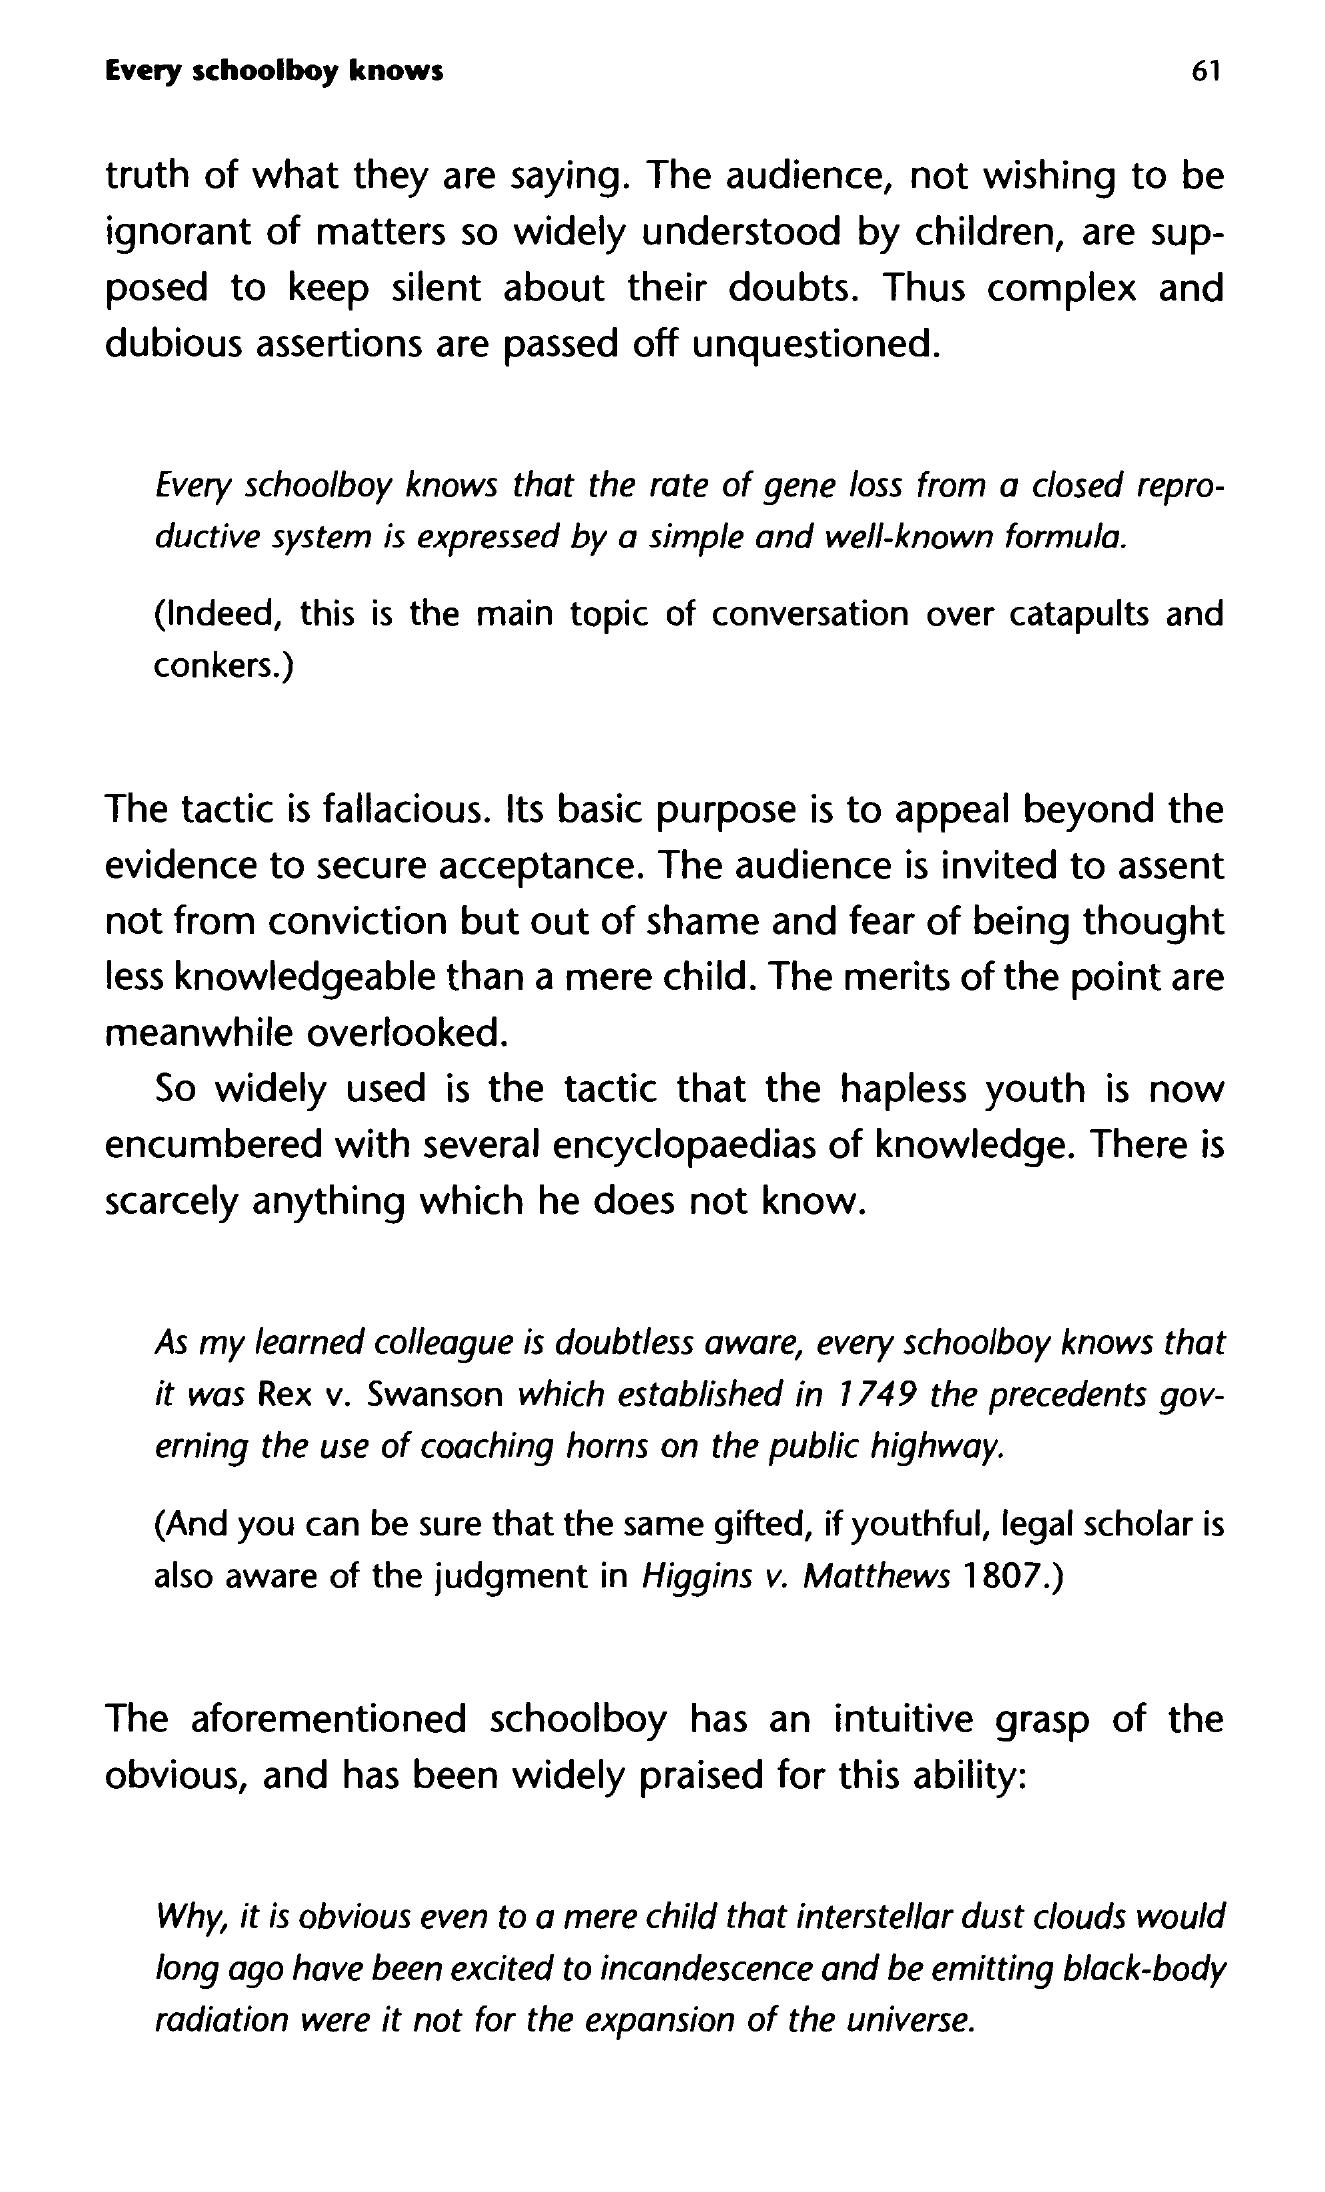 Every schoolboy knows 61
truth of what they are saying. The audience, not wishing to be
ignorant of matters so widely understood by children, are sup-
posed to keep silent about their doubts. Thus complex and
dubious assertions are passed off unquestioned.
Every schoolboy knows that the rate of gene loss from a closed repro-
ductive system is expressed by a simple and well-known formula.
(Indeed, this is the main topic of conversation over catapults and
conkers.)
The tactic is fallacious. Its basic purpose is to appeal beyond the
evidence to secure acceptance. The audience is invited to assent
not from conviction but out of shame and fear of being thought
less knowledgeable than a mere child. The merits of the point are
meanwhile overlooked.
So widely used is the tactic that the hapless youth is now
encumbered with several encyclopaedias of knowledge. There is
scarcely anything which he does not know.
As my learned colleague is doubtless aware, every schoolboy knows that
it was Rex v. Swanson which established in 1749 the precedents gov-
erning the use of coaching horns on the public highway.
(And you can be sure that the same gifted, if youthful, legal scholar is
also aware of the judgment in Higgins v. Matthews 1807.)
The aforementioned schoolboy has an intuitive grasp of the
obvious, and has been widely praised for this ability:
Why, it is obvious even to a mere child that interstellar dust clouds would
long ago have been excited to incandescence and be emitting black-body
radiation were it not for the expansion of the universe.